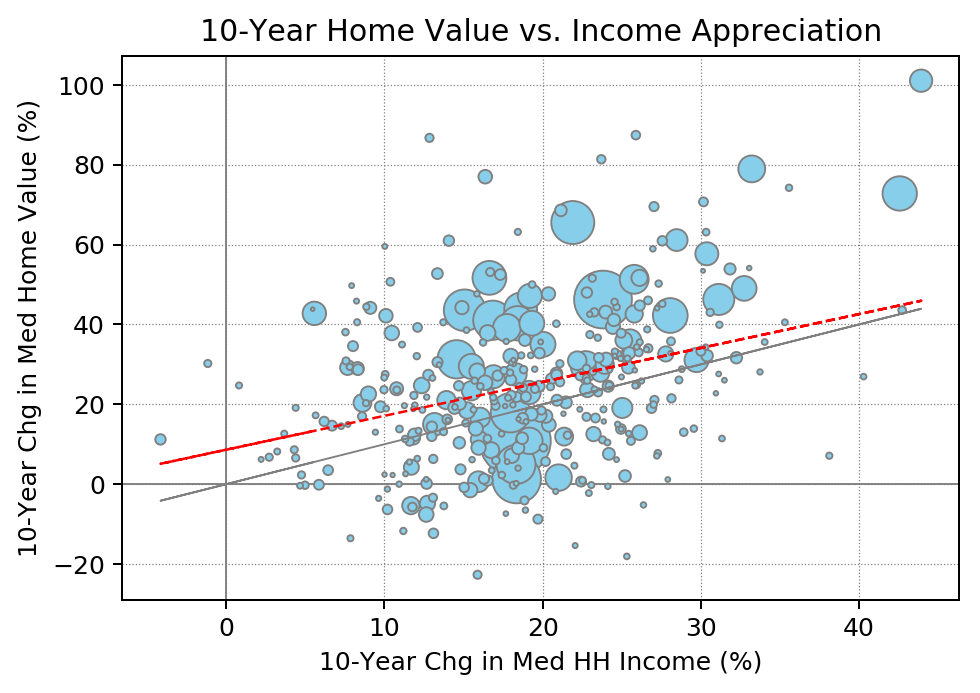 10-Year Home Value vs. Income Appreciation
10-Year Chg in Med Home Value (%)
100
80
60
40
20
0
−20
0 10 20 30 40
10-Year Chg in Med HH Income (%)